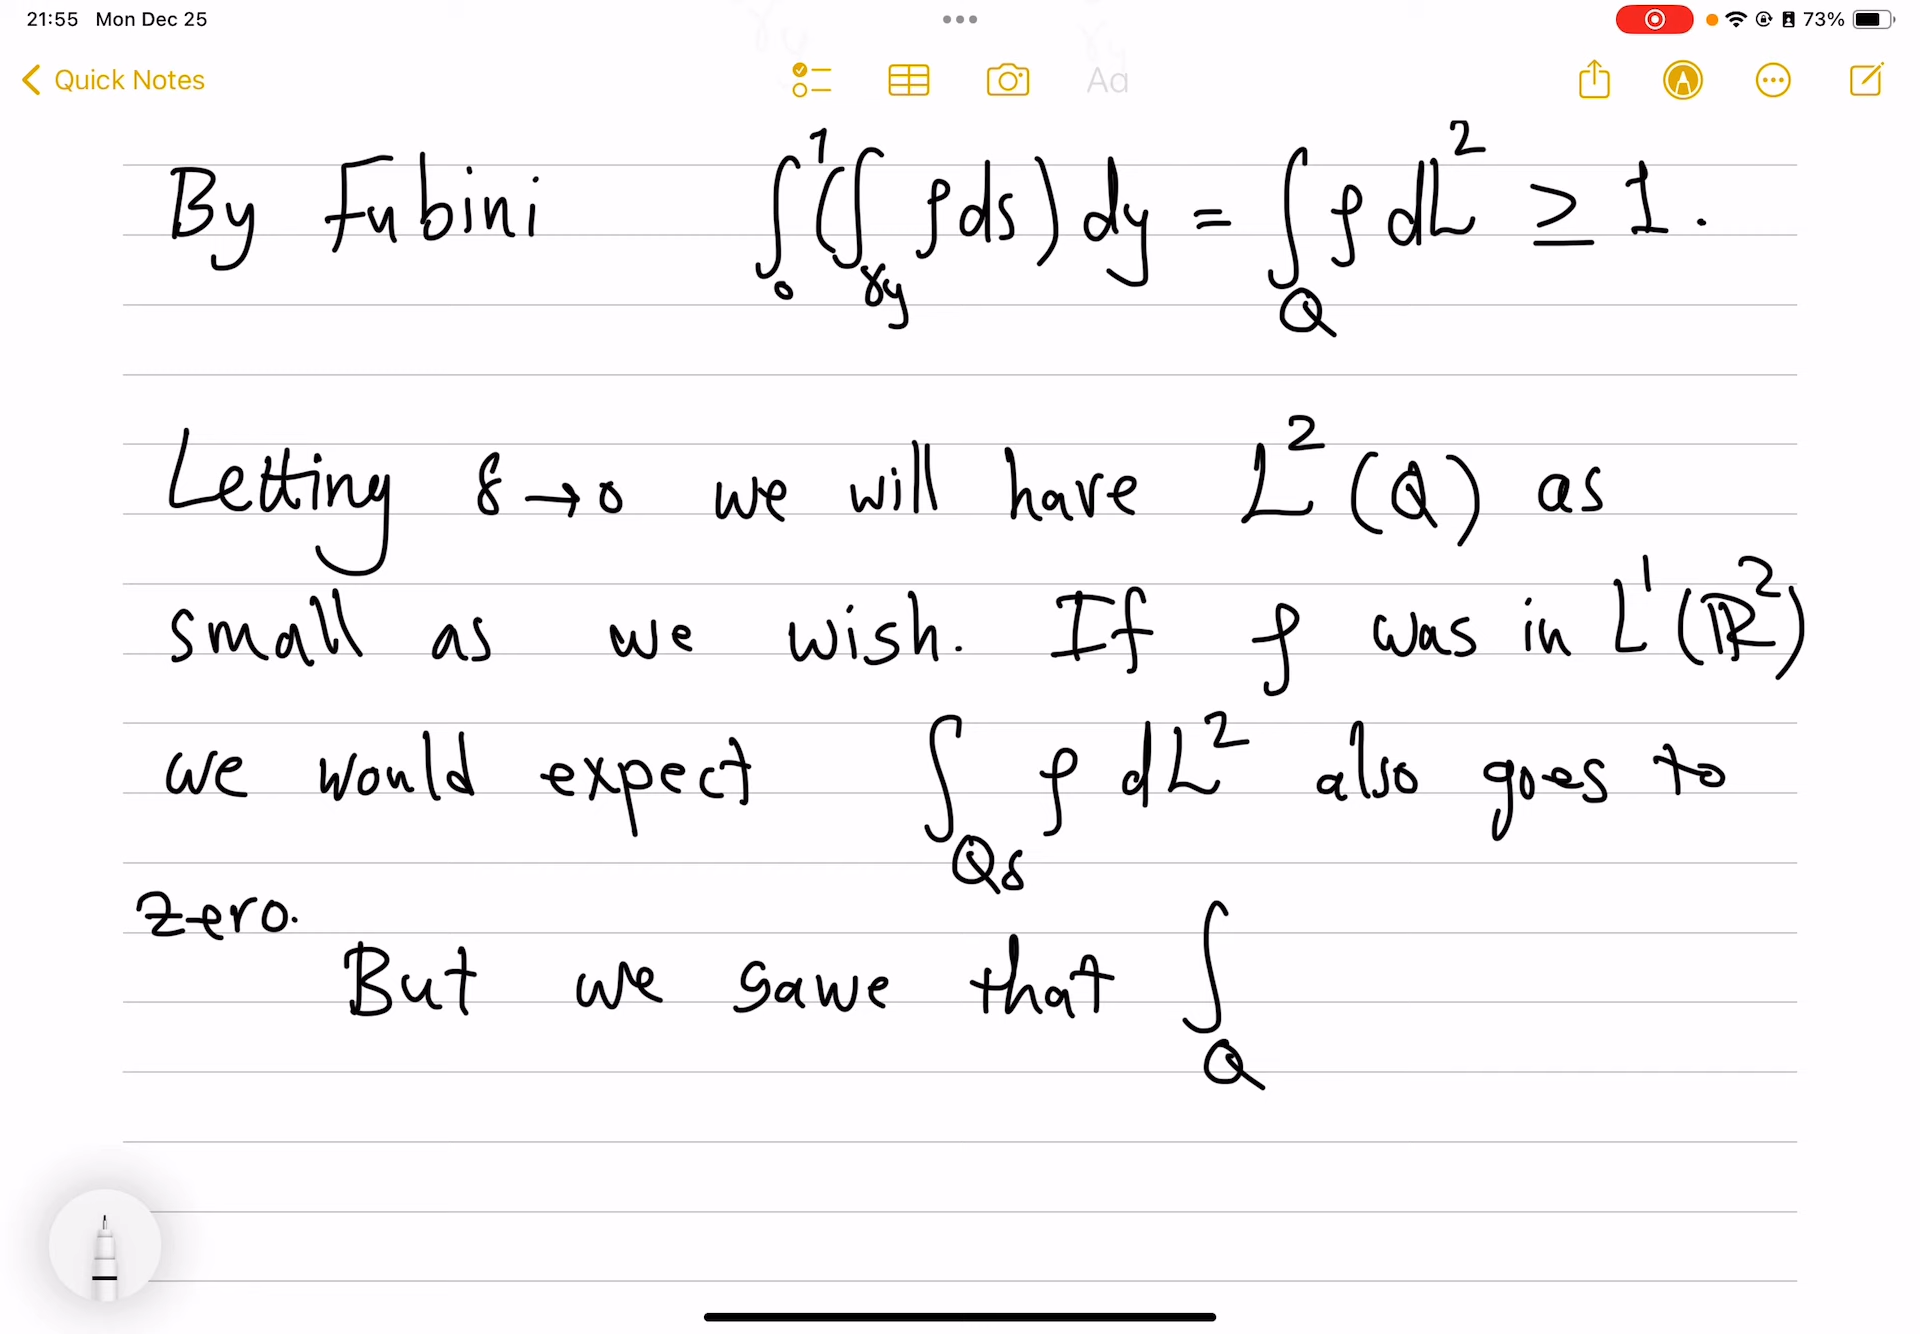 21:55 Mon Dec 25
73%
Quick Notes
Aa
By Fubini ∫₀¹(∫_γy ρ ds) dy = ∫_Q ρ dL² ≥ 1.
Letting δ → 0 we will have L²(Q) as
small as we wish. If ρ was in L¹(ℝ²)
we would expect ∫_Qδ ρ dL² also goes to
zero.
But we sawe that ∫_Q